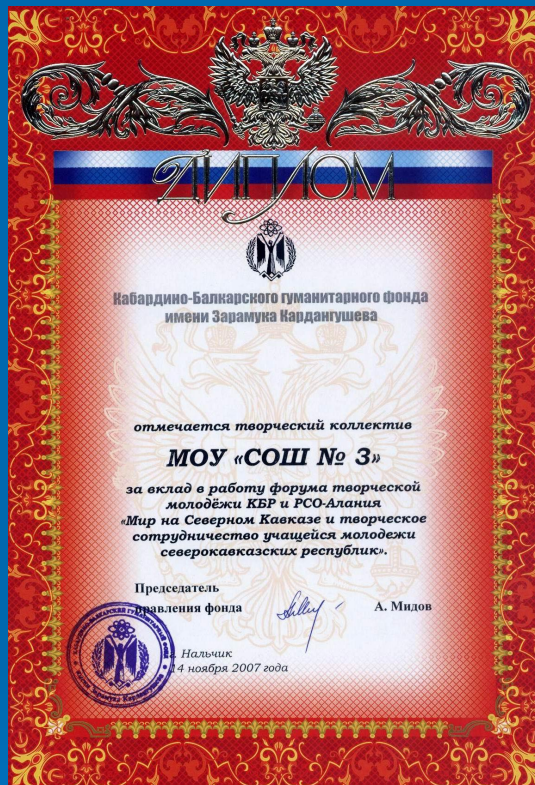 ДИПЛОМ
Кабардино-Балкарского гуманитарного фонда
имени Зарамука Кардангушева
отмечается творческий коллектив
МОУ «СОШ № 3»
за вклад в работу форума творческой
молодёжи КБР и РСО-Алания
«Мир на Северном Кавказе и творческое
сотрудничество учащейся молодежи
северокавказских республик».
Председатель
правления фонда А. Мидов
г. Нальчик
14 ноября 2007 года